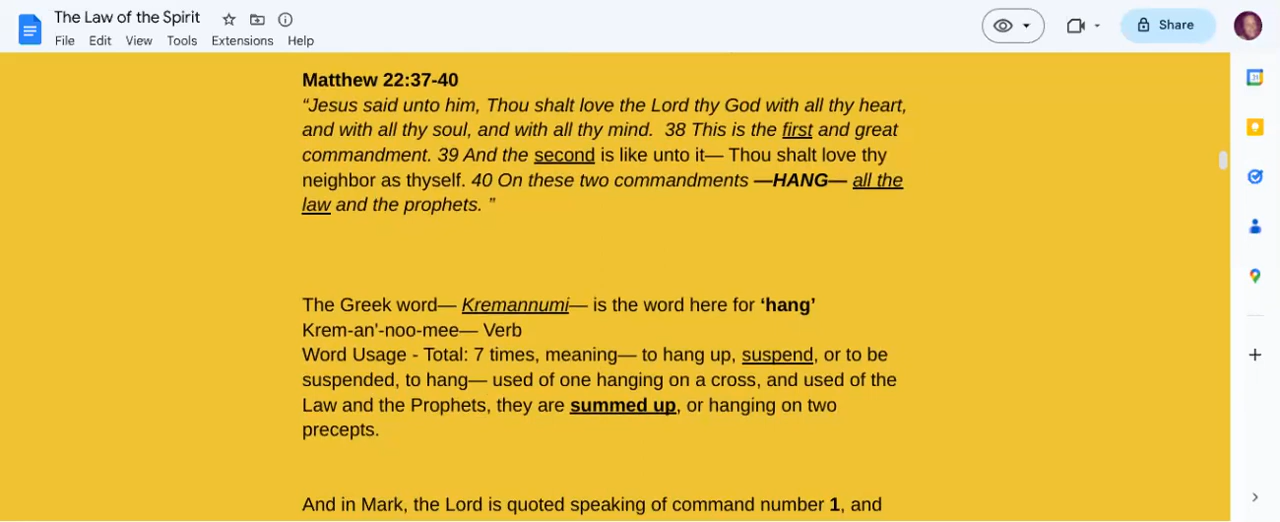 The Law of the Spirit
File Edit View Tools Extensions Help
Share
Matthew 22:37-40
“Jesus said unto him, Thou shalt love the Lord thy God with all thy heart,
and with all thy soul, and with all thy mind. 38 This is the first and great
commandment. 39 And the second is like unto it— Thou shalt love thy
neighbor as thyself. 40 On these two commandments —HANG— all the
law and the prophets. ”
The Greek word— Kremannumi— is the word here for ‘hang’
Krem-an'-noo-mee— Verb
Word Usage - Total: 7 times, meaning— to hang up, suspend, or to be
suspended, to hang— used of one hanging on a cross, and used of the
Law and the Prophets, they are summed up, or hanging on two
precepts.
And in Mark, the Lord is quoted speaking of command number 1, and